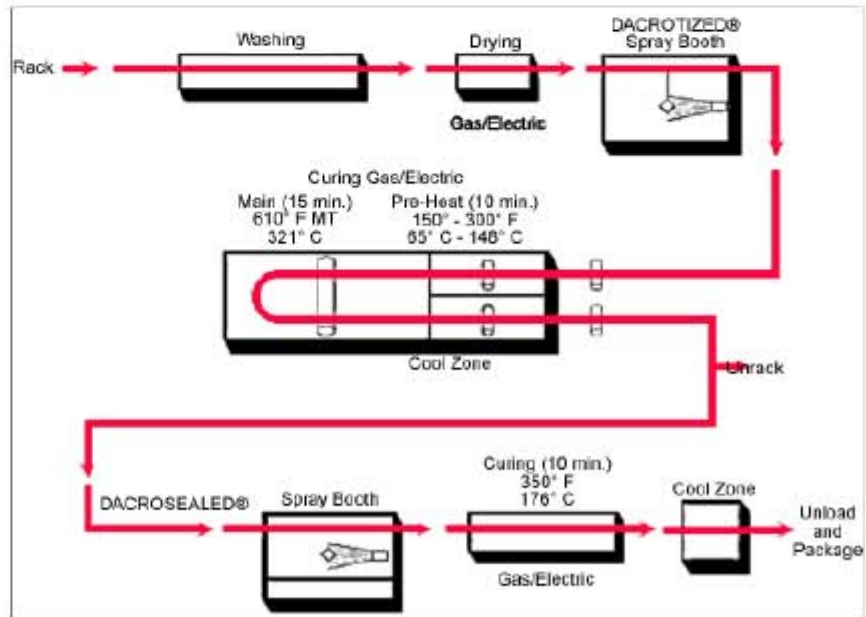 Rack
Washing
Drying
Gas/Electric
DACROTIZED®
Spray Booth
Curing Gas/Electric
Main (15 min.)
610° F MT
321° C
Pre-Heat (10 min.)
150° - 300° F
65° C - 148° C
Cool Zone
Unrack
DACROSEALED®
Spray Booth
Curing (10 min.)
350° F
176° C
Gas/Electric
Cool Zone
Unload
and
Package